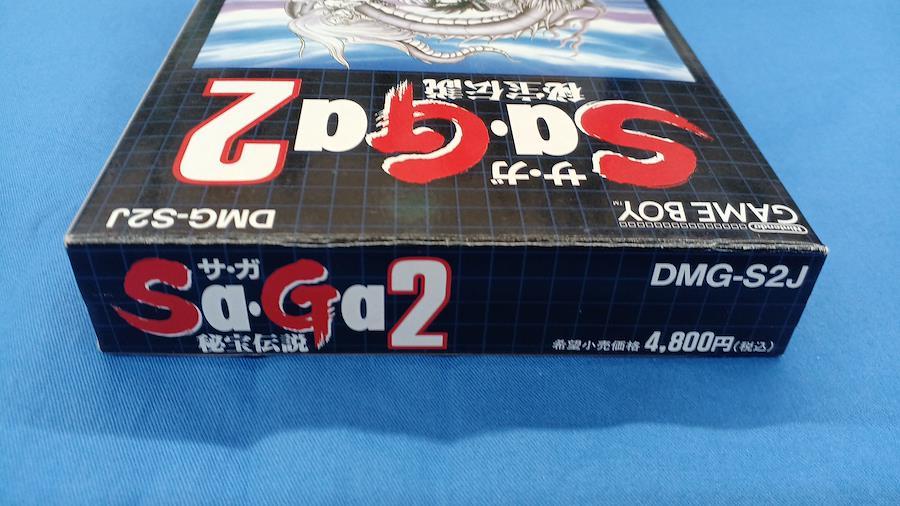 秘宝伝説
Sa・Ga2
サ・ガ
DMG-S2J
Nintendo
GAME BOY™
サ・ガ
Sa・Ga2
秘宝伝説
DMG-S2J
希望小売価格 4,800円(税込)